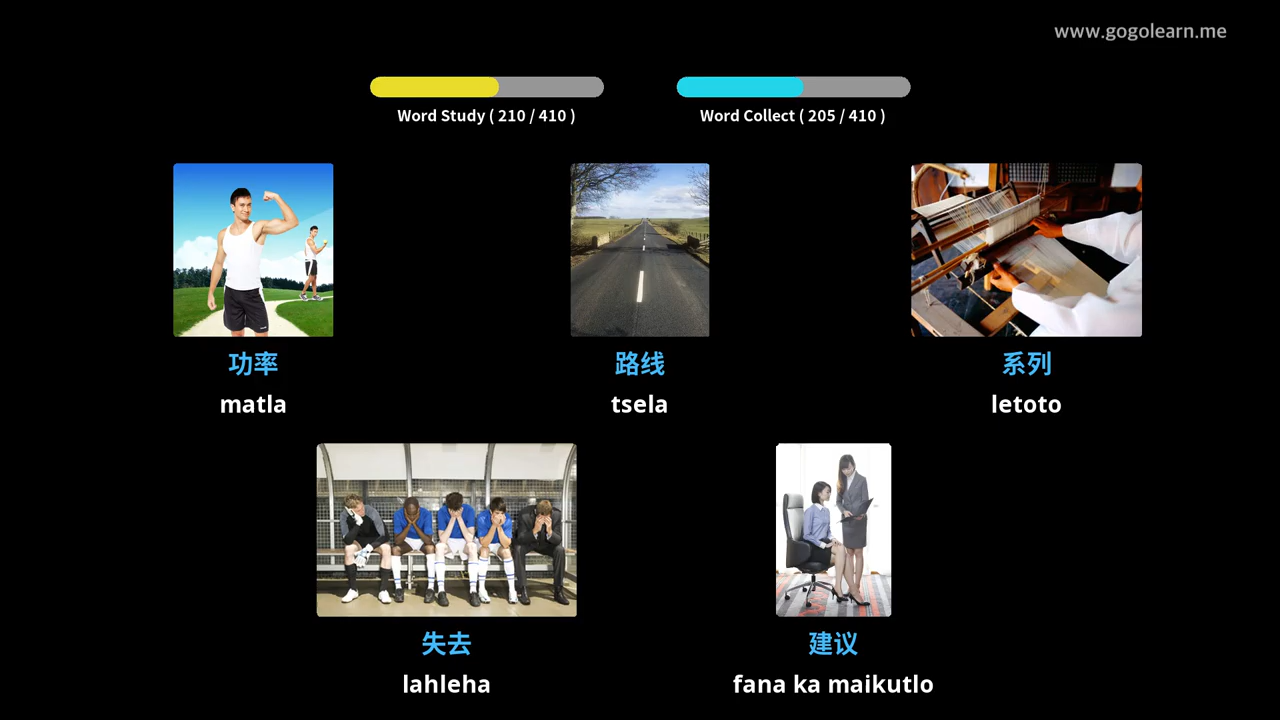 www.gogolearn.me
Word Study ( 210 / 410 )
Word Collect ( 205 / 410 )
功率
路线
系列
matla
tsela
letoto
失去
建议
lahleha
fana ka maikutlo